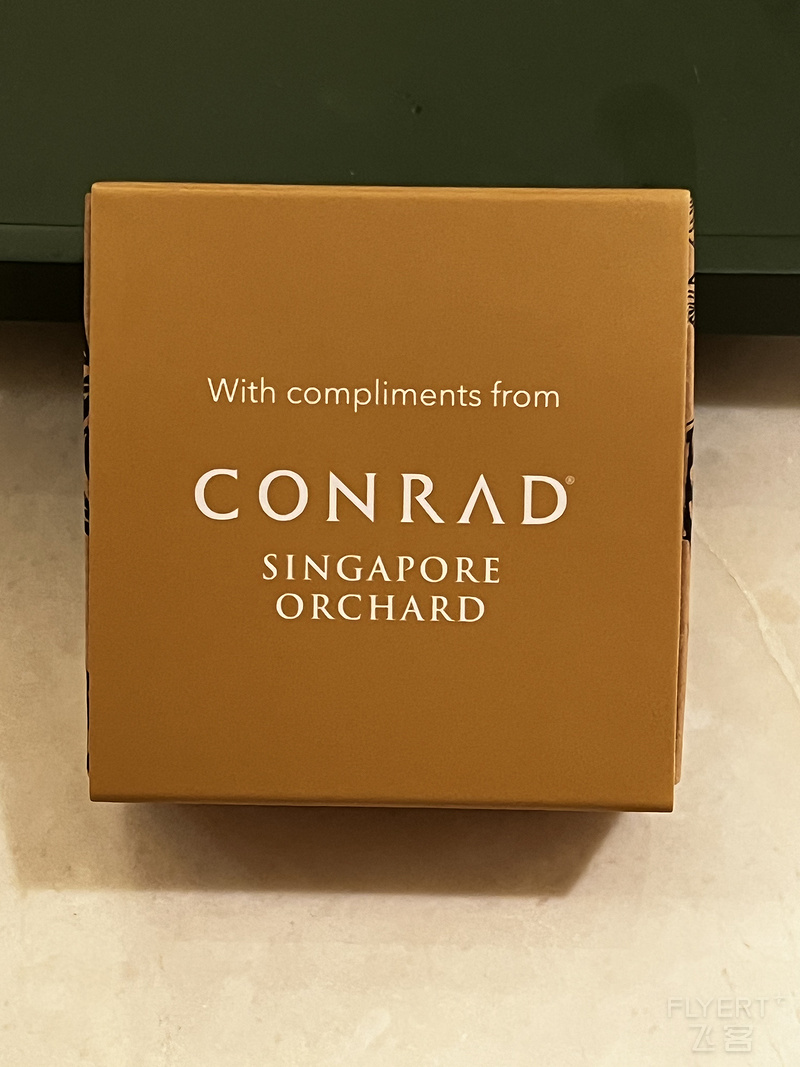 With compliments from
CONRAD®
SINGAPORE
ORCHARD
FLYERT+
飞客